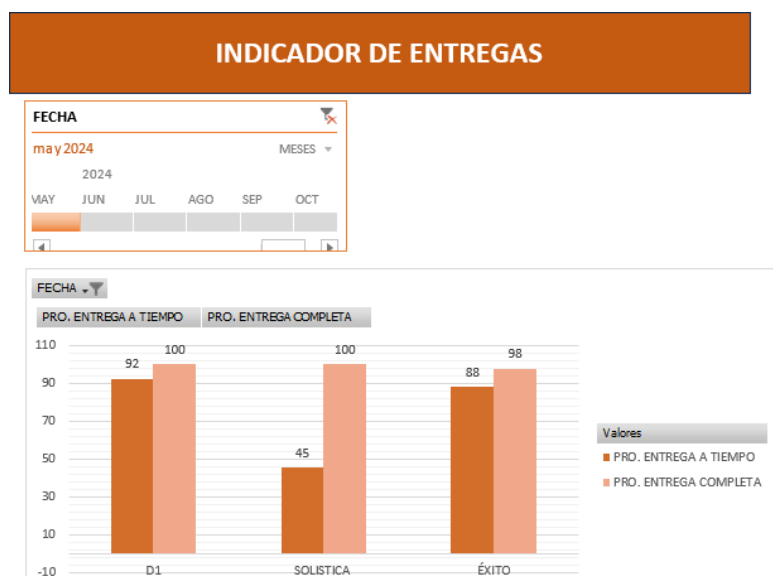 INDICADOR DE ENTREGAS
FECHA
may 2024
MESES
2024
MAY JUN JUL AGO SEP OCT
FECHA
PRO. ENTREGA A TIEMPO PRO. ENTREGA COMPLETA
110
90
70
50
30
10
-10
92 100
45 100
88 98
D1 SOLISTICA ÉXITO
Valores
PRO. ENTREGA A TIEMPO
PRO. ENTREGA COMPLETA